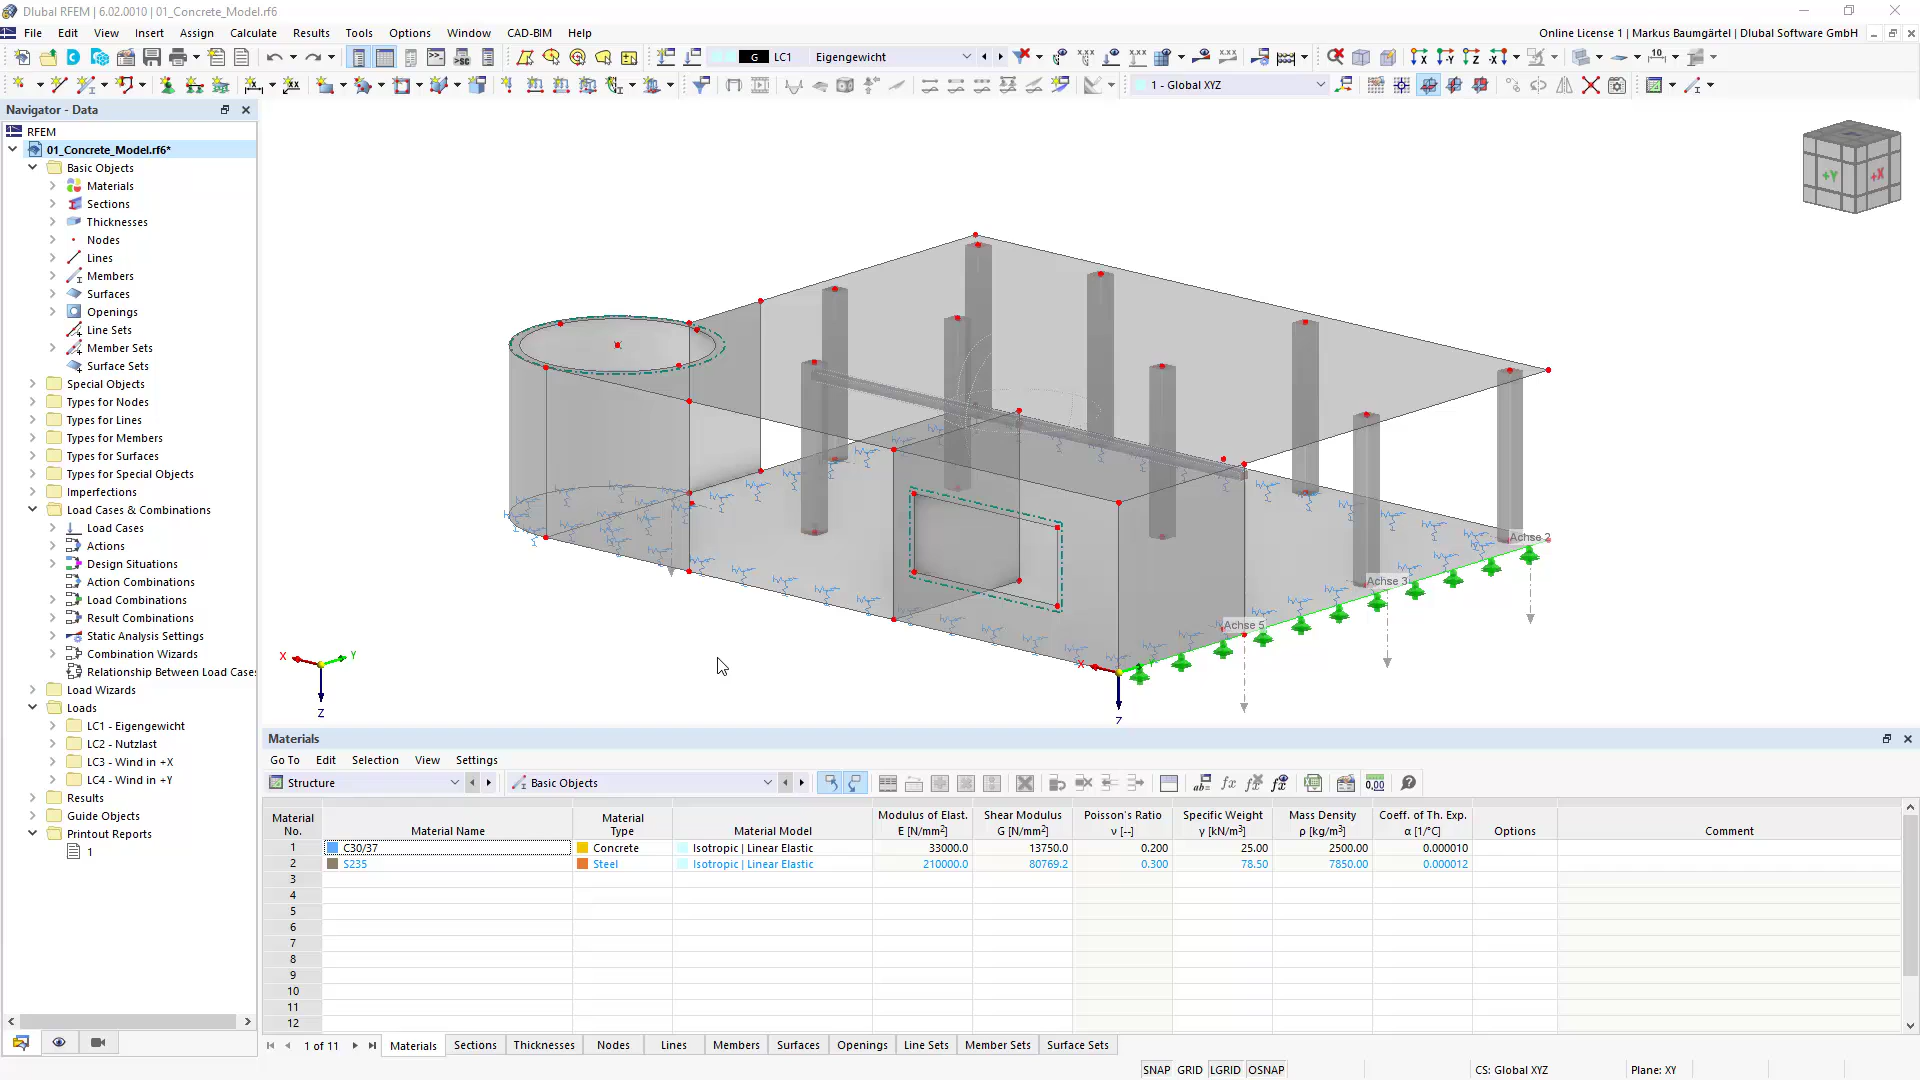 Dlubal RFEM | 6.02.0010 | 01_Concrete_Model.rf6*
File Edit View Insert Assign Calculate Results Tools Options Window CAD-BIM Help
Online License 1 | Markus Baumgärtel | Dlubal Software GmbH
G LC1 Eigengewicht
1 - Global XYZ
Navigator - Data
RFEM
01_Concrete_Model.rf6*
Basic Objects
Materials
Sections
Thicknesses
Nodes
Lines
Members
Surfaces
Openings
Line Sets
Member Sets
Surface Sets
Special Objects
Types for Nodes
Types for Lines
Types for Members
Types for Surfaces
Types for Special Objects
Imperfections
Load Cases & Combinations
Load Cases
Actions
Design Situations
Action Combinations
Load Combinations
Result Combinations
Static Analysis Settings
Combination Wizards
Relationship Between Load Cases
Load Wizards
Loads
LC1 - Eigengewicht
LC2 - Nutzlast
LC3 - Wind in +X
LC4 - Wind in +Y
Results
Guide Objects
Printout Reports
1
+Y +X
Achse 2
Achse 3
Achse 5
X Y
Z
X Y
Z
Materials
Go To Edit Selection View Settings
Structure Basic Objects
Material No. Material Name Material Type Material Model Modulus of Elast. E [N/mm²] Shear Modulus G [N/mm²] Poisson's Ratio ν [--] Specific Weight γ [kN/m³] Mass Density ρ [kg/m³] Coeff. of Th. Exp. α [1/°C] Options Comment
1 C30/37 Concrete Isotropic | Linear Elastic 33000.0 13750.0 0.200 25.00 2500.00 0.000010
2 S235 Steel Isotropic | Linear Elastic 210000.0 80769.2 0.300 78.50 7850.00 0.000012
3
4
5
6
7
8
9
10
11
12
1 of 11 Materials Sections Thicknesses Nodes Lines Members Surfaces Openings Line Sets Member Sets Surface Sets
SNAP GRID LGRID OSNAP CS: Global XYZ Plane: XY